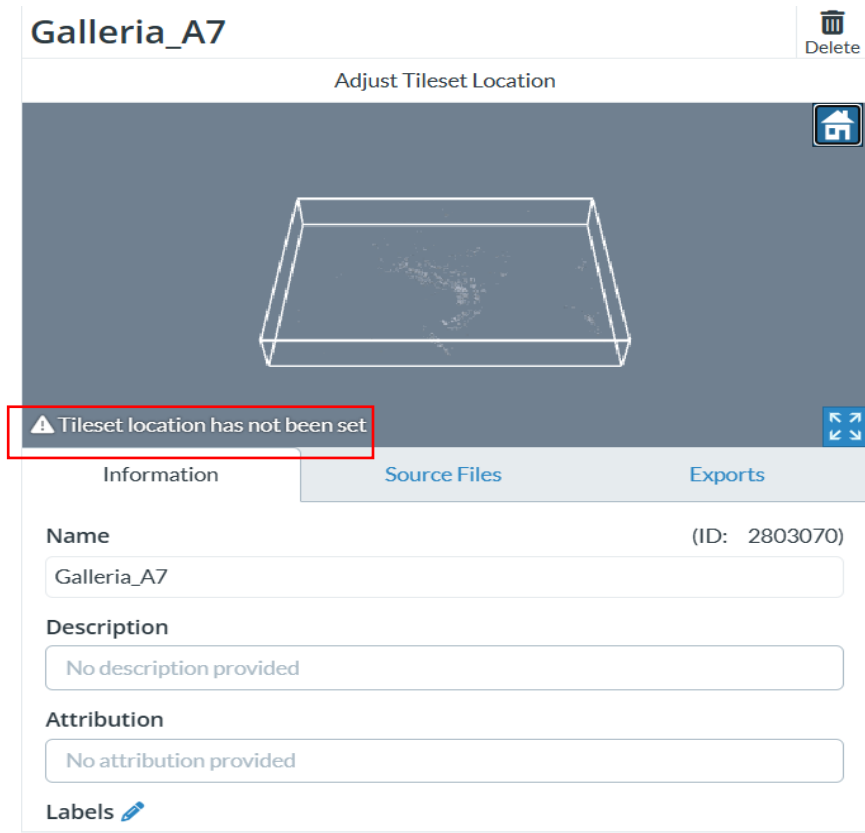 Galleria_A7
Delete
Adjust Tileset Location
Tileset location has not been set
Information Source Files Exports
Name (ID: 2803070)
Galleria_A7
Description
No description provided
Attribution
No attribution provided
Labels